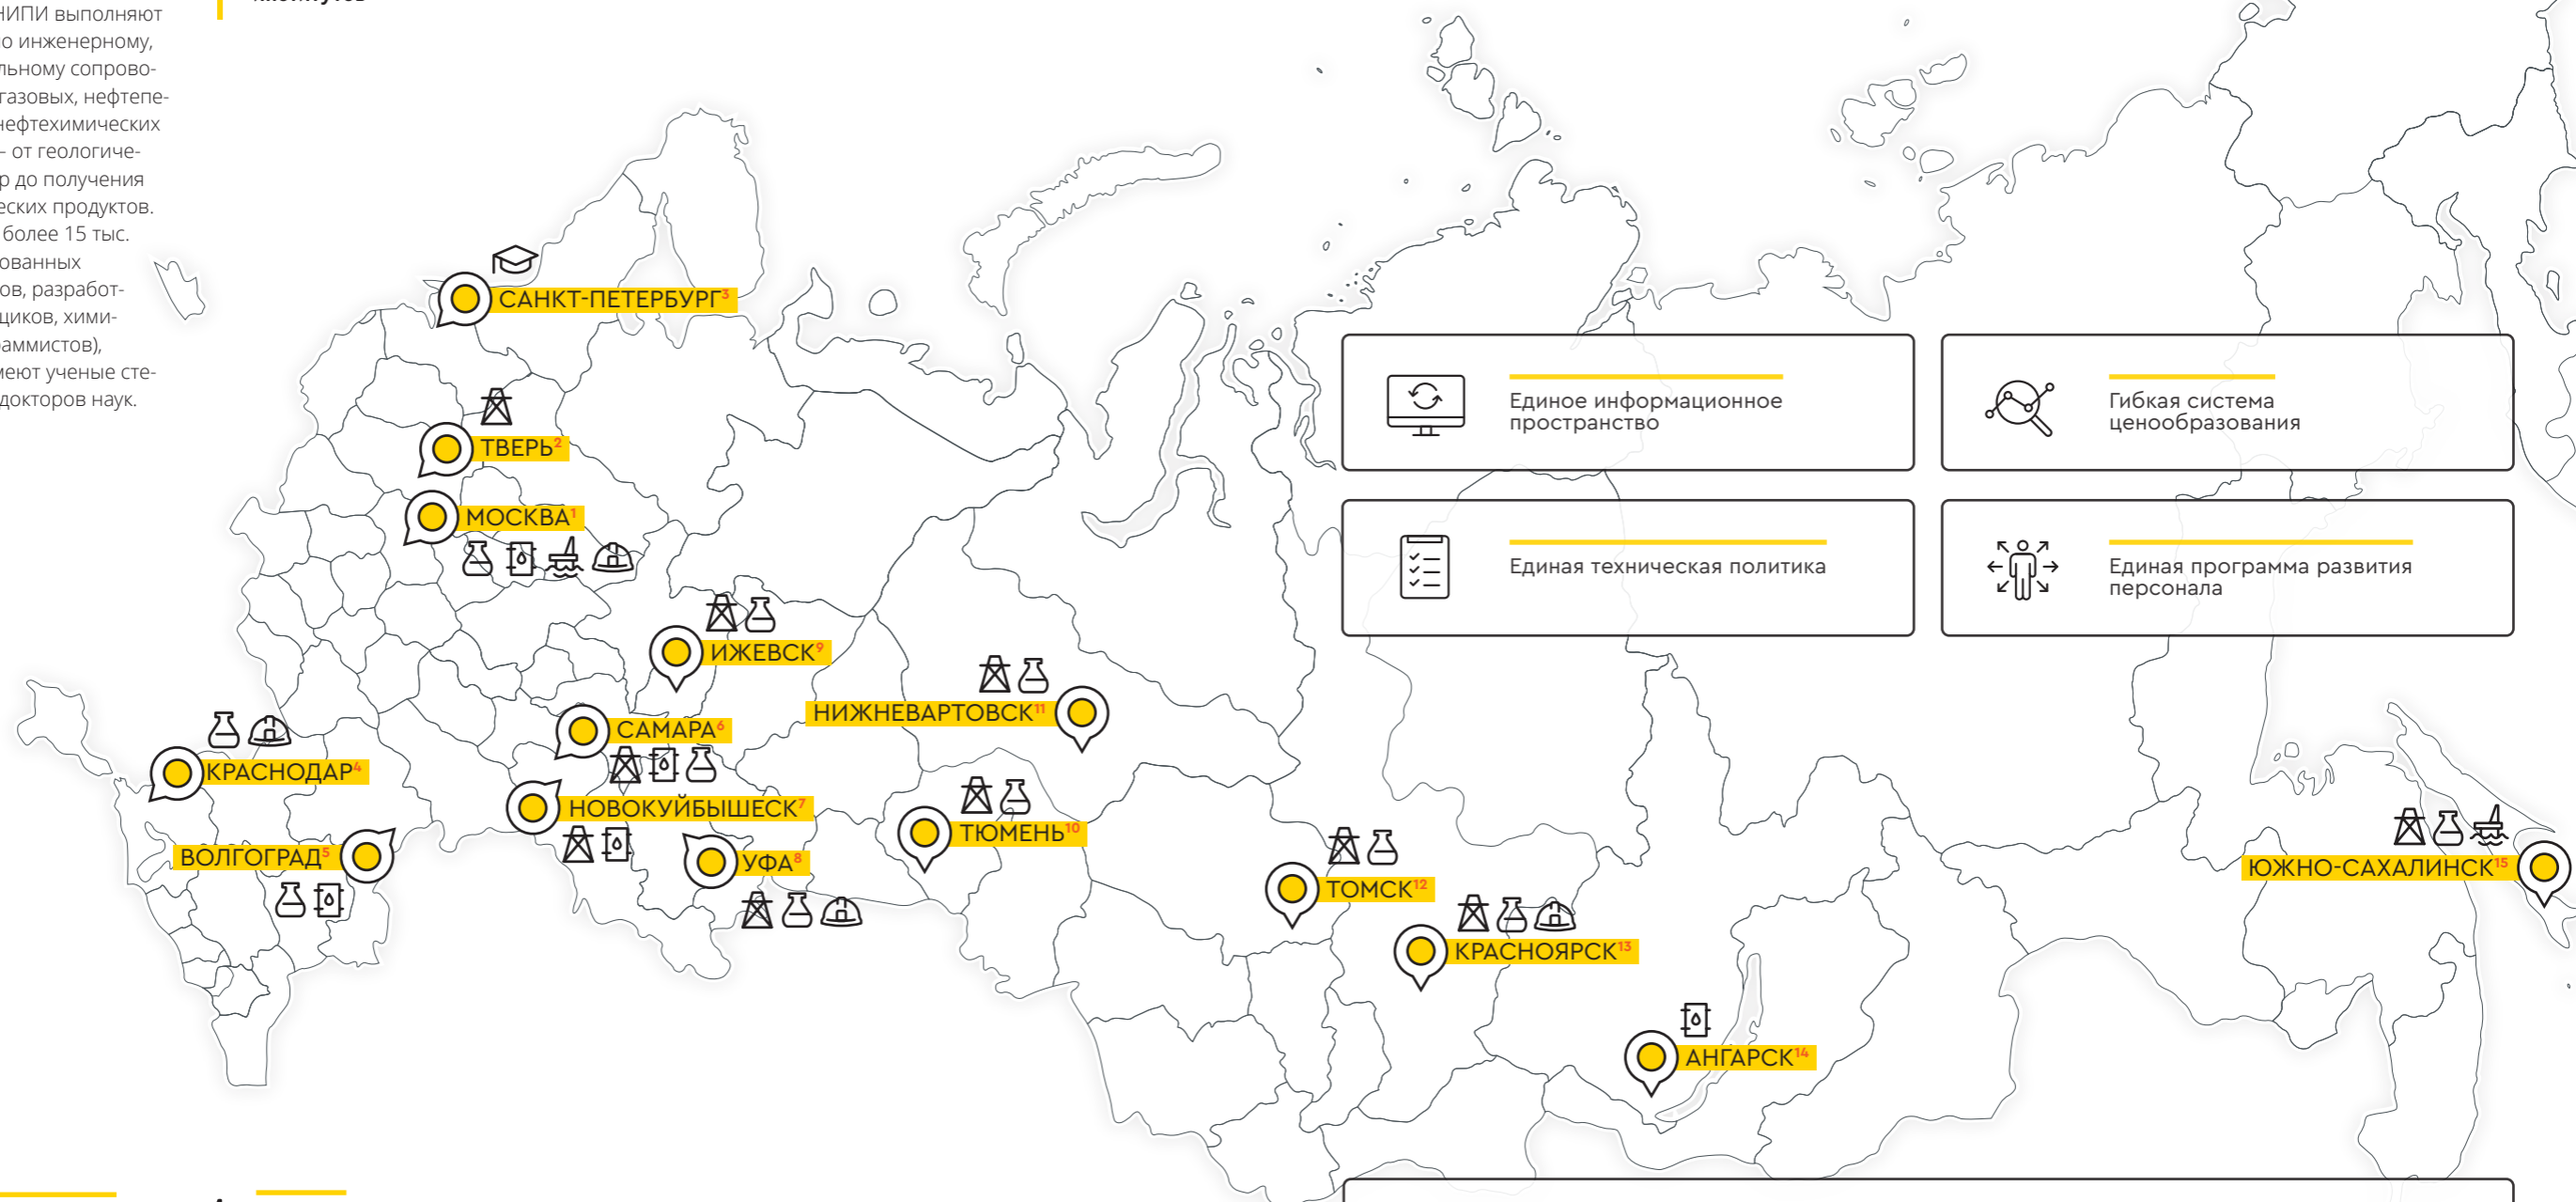 НИПИ выполняют
о инженерному,
льному сопрово-
газовых, нефтепе-
нефтехимических
– от геологиче-
р до получения
еских продуктов.
более 15 тыс.
ованных
ов, разработ-
щиков, хими-
аммистов),
меют ученые сте-
докторов наук.
САНКТ-ПЕТЕРБУРГ3
ТВЕРЬ2
МОСКВА1
ИЖЕВСК9
НИЖНЕВАРТОВСК11
САМАРА6
КРАСНОДАР4
НОВОКУЙБЫШЕСК7
ТЮМЕНЬ10
ВОЛГОГРАД5
УФА8
ТОМСК12
КРАСНОЯРСК13
АНГАРСК14
ЮЖНО-САХАЛИНСК15
Единое информационное
пространство
Гибкая система
ценообразования
Единая техническая политика
Единая программа развития
персонала